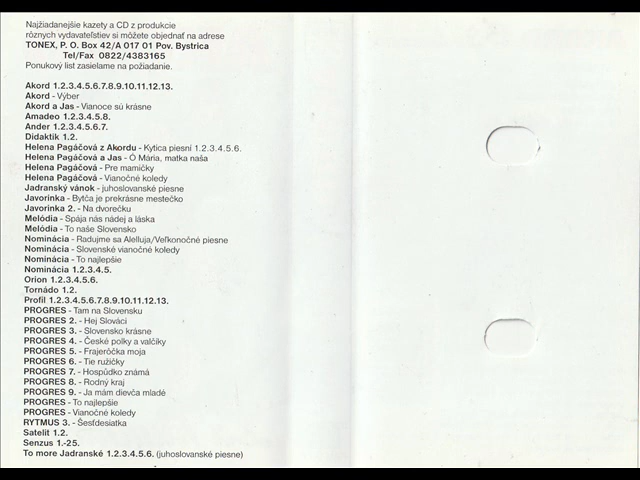 Najžiadanejšie kazety a CD z produkcie
rôznych vydavateľstiev si môžete objednať na adrese
TONEX, P. O. Box 42/A 017 01 Pov. Bystrica
Tel/Fax 0822/4383165
Ponukový list zasielame na požiadanie.
Akord 1.2.3.4.5.6.7.8.9.10.11.12.13.
Akord - Výber
Akord a Jas - Vianoce sú krásne
Amadeo 1.2.3.4.5.8.
Ander 1.2.3.4.5.6.7.
Didaktik 1.2.
Helena Pagáčová z Akordu - Kytica piesní 1.2.3.4.5.6.
Helena Pagáčová a Jas - Ó Mária, matka naša
Helena Pagáčová - Pre mamičky
Helena Pagáčová - Vianočné koledy
Jadranský vánok - juhoslovanské piesne
Javorinka - Bytča je prekrásne mestečko
Javorinka 2. - Na dvorečku
Melódia - Spája nás nádej a láska
Melódia - To naše Slovensko
Nominácia - Radujme sa Alelluja/Veľkonočné piesne
Nominácia - Slovenské vianočné koledy
Nominácia - To najlepšie
Nominácia 1.2.3.4.5.
Orion 1.2.3.4.5.6.
Tornádo 1.2.
Profil 1.2.3.4.5.6.7.8.9.10.11.12.13.
PROGRES - Tam na Slovensku
PROGRES 2. - Hej Slováci
PROGRES 3. - Slovensko krásne
PROGRES 4. - České polky a valčíky
PROGRES 5. - Frajerôčka moja
PROGRES 6. - Tie ružičky
PROGRES 7. - Hospůdko známá
PROGRES 8. - Rodný kraj
PROGRES 9. - Ja mám dievča mladé
PROGRES - To najlepšie
PROGRES - Vianočné koledy
RYTMUS 3. - Šesťdesiatka
Satelit 1.2.
Senzus 1.-25.
To more Jadranské 1.2.3.4.5.6. (juhoslovanské piesne)